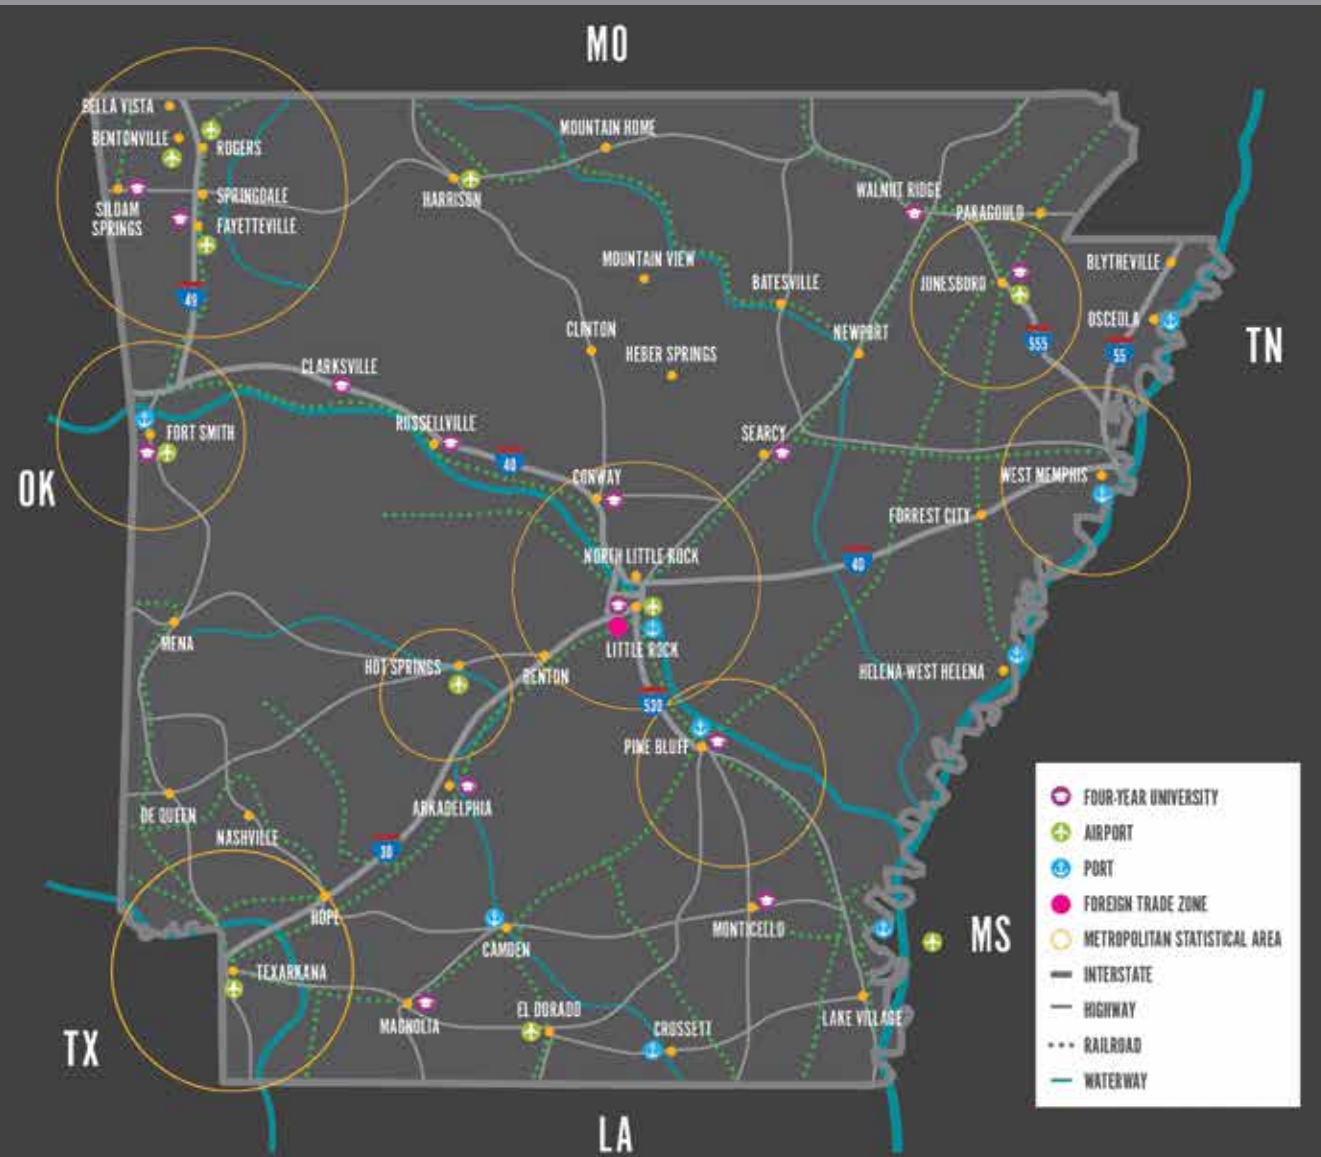 MO
BELLA VISTA
BENTONVILLE
ROGERS
MOUNTAIN HOME
SPRINGDALE
HARRISON
WALNUT RIDGE
PARAGOULD
SILOAM
SPRINGS
FAYETTEVILLE
MOUNTAIN VIEW
BLYTHEVILLE
BATESVILLE
JONESBORO
49
OSCEOLA
CLINTON
NEWPORT
555
55
TN
HEBER SPRINGS
CLARKSVILLE
RUSSELLVILLE
FORT SMITH
SEARCY
40
CONWAY
WEST MEMPHIS
OK
FORREST CITY
NORTH LITTLE ROCK
40
MENA
LITTLE ROCK
HOT SPRINGS
BENTON
HELENA-WEST HELENA
530
PINE BLUFF
ARKADELPHIA
DE QUEEN
NASHVILLE
30
HOPE
MONTICELLO
CAMDEN
MS
TEXARKANA
MAGNOLIA
EL DORADO
CROSSETT
LAKE VILLAGE
TX
LA
FOUR-YEAR UNIVERSITY
AIRPORT
PORT
FOREIGN TRADE ZONE
METROPOLITAN STATISTICAL AREA
INTERSTATE
HIGHWAY
RAILROAD
WATERWAY